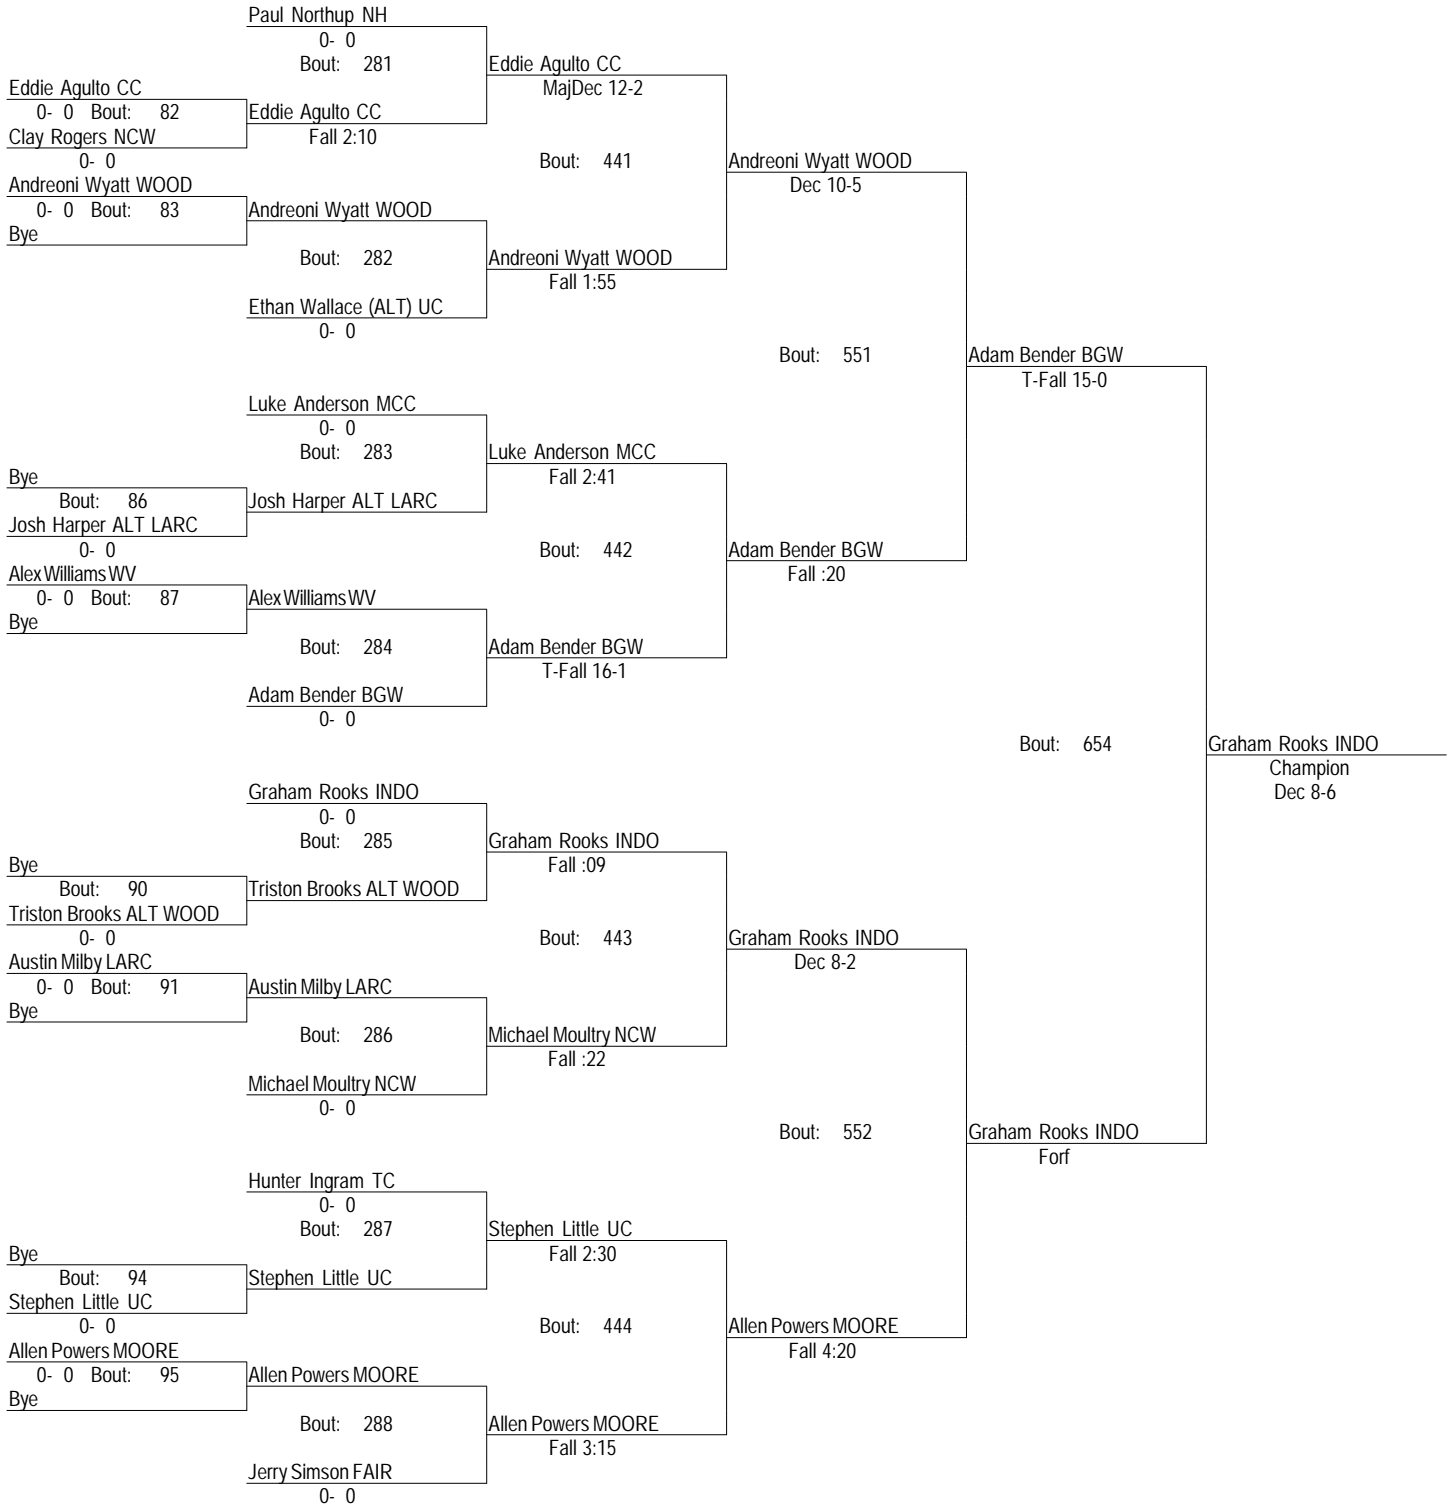 Paul Northup NH
0- 0
Bout: 281
Eddie Agulto CC
MajDec 12-2
Eddie Agulto CC
0- 0 Bout: 82
Eddie Agulto CC
Fall 2:10
Clay Rogers NCW
0- 0
Bout: 441
Andreoni Wyatt WOOD
Dec 10-5
Andreoni Wyatt WOOD
0- 0 Bout: 83
Andreoni Wyatt WOOD
Bye
Bout: 282
Andreoni Wyatt WOOD
Fall 1:55
Ethan Wallace (ALT) UC
0- 0
Bout: 551
Adam Bender BGW
T-Fall 15-0
Luke Anderson MCC
0- 0
Bout: 283
Luke Anderson MCC
Fall 2:41
Bye
Bout: 86
Josh Harper ALT LARC
Josh Harper ALT LARC
0- 0
Bout: 442
Adam Bender BGW
Fall :20
Alex Williams WV
0- 0 Bout: 87
Alex Williams WV
Bye
Bout: 284
Adam Bender BGW
T-Fall 16-1
Adam Bender BGW
0- 0
Bout: 654
Graham Rooks INDO
Champion
Dec 8-6
Graham Rooks INDO
0- 0
Bout: 285
Graham Rooks INDO
Fall :09
Bye
Bout: 90
Triston Brooks ALT WOOD
Triston Brooks ALT WOOD
0- 0
Bout: 443
Graham Rooks INDO
Dec 8-2
Austin Milby LARC
0- 0 Bout: 91
Austin Milby LARC
Bye
Bout: 286
Michael Moultry NCW
Fall :22
Michael Moultry NCW
0- 0
Bout: 552
Graham Rooks INDO
Forf
Hunter Ingram TC
0- 0
Bout: 287
Stephen Little UC
Fall 2:30
Bye
Bout: 94
Stephen Little UC
Stephen Little UC
0- 0
Bout: 444
Allen Powers MOORE
Fall 4:20
Allen Powers MOORE
0- 0 Bout: 95
Allen Powers MOORE
Bye
Bout: 288
Allen Powers MOORE
Fall 3:15
Jerry Simson FAIR
0- 0